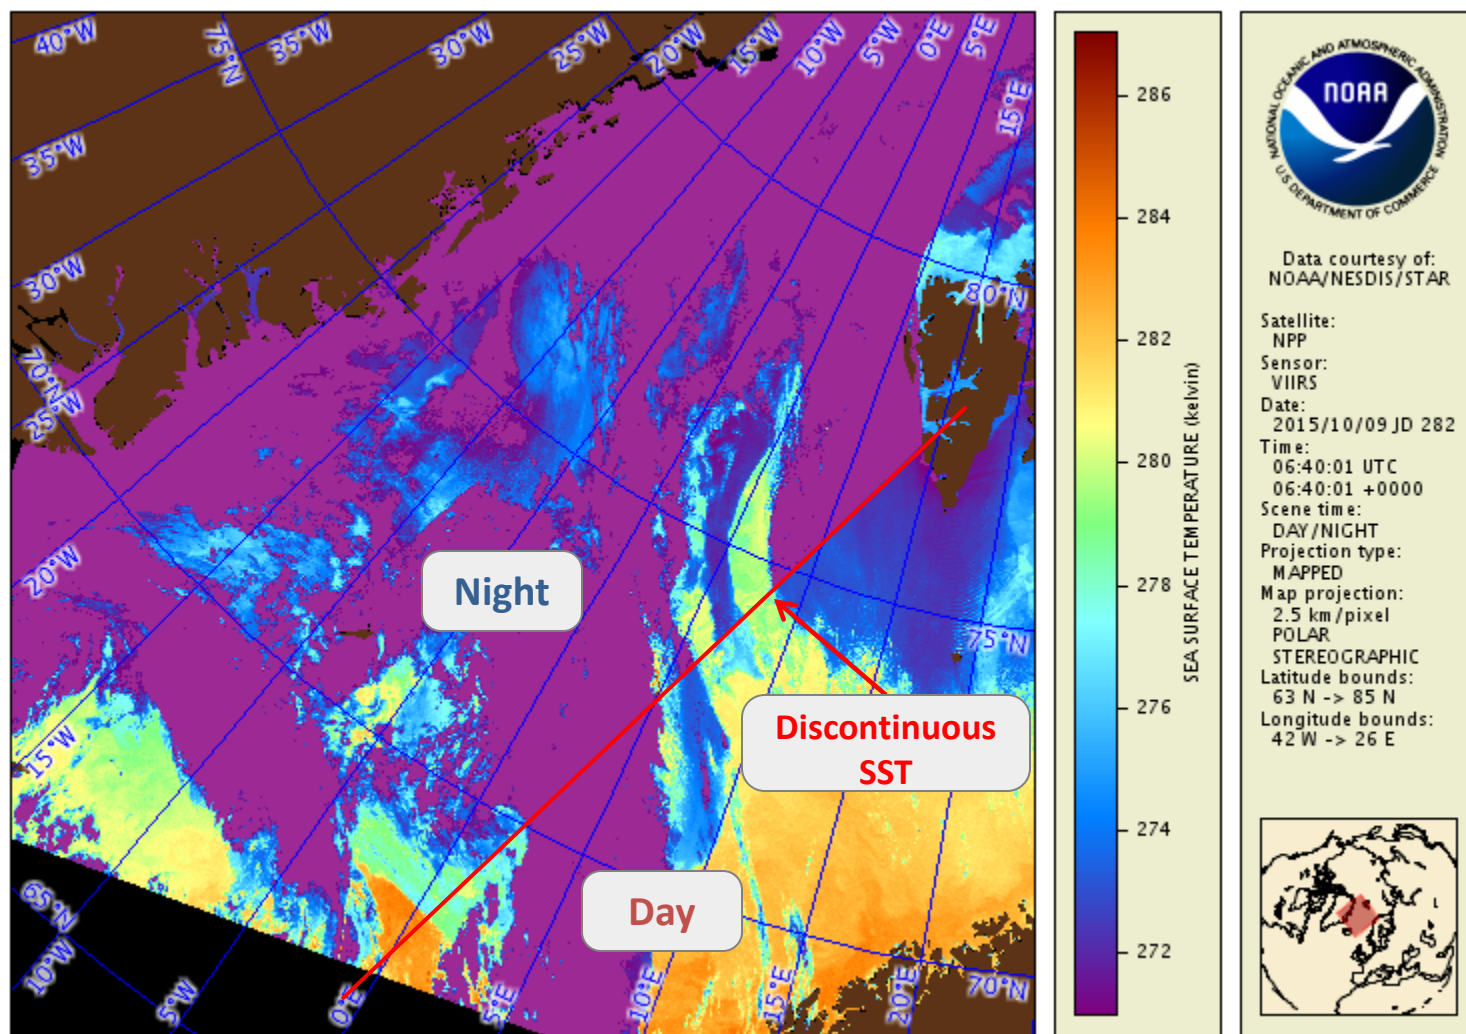 40°W
75°N
35°W
30°W
25°W
20°W
15°W
10°W
5°W
0°E
5°E
15°E
35°W
30°W
80°N
70°N
25°W
20°W
Night
75°N
Discontinuous
SST
15°W
Day
65°N
10°W
5°W
0°E
5°E
10°E
15°E
20°E
70°N
286
284
282
280
278
276
274
272
SEA SURFACE TEMPERATURE (kelvin)
NATIONAL OCEANIC AND ATMOSPHERIC ADMINISTRATION
NOAA
U.S. DEPARTMENT OF COMMERCE
Data courtesy of:
NOAA/NESDIS/STAR
Satellite:
NPP
Sensor:
VIIRS
Date:
2015/10/09 JD 282
Time:
06:40:01 UTC
06:40:01 +0000
Scene time:
DAY/NIGHT
Projection type:
MAPPED
Map projection:
2.5 km/pixel
POLAR
STEREOGRAPHIC
Latitude bounds:
63 N -> 85 N
Longitude bounds:
42 W -> 26 E